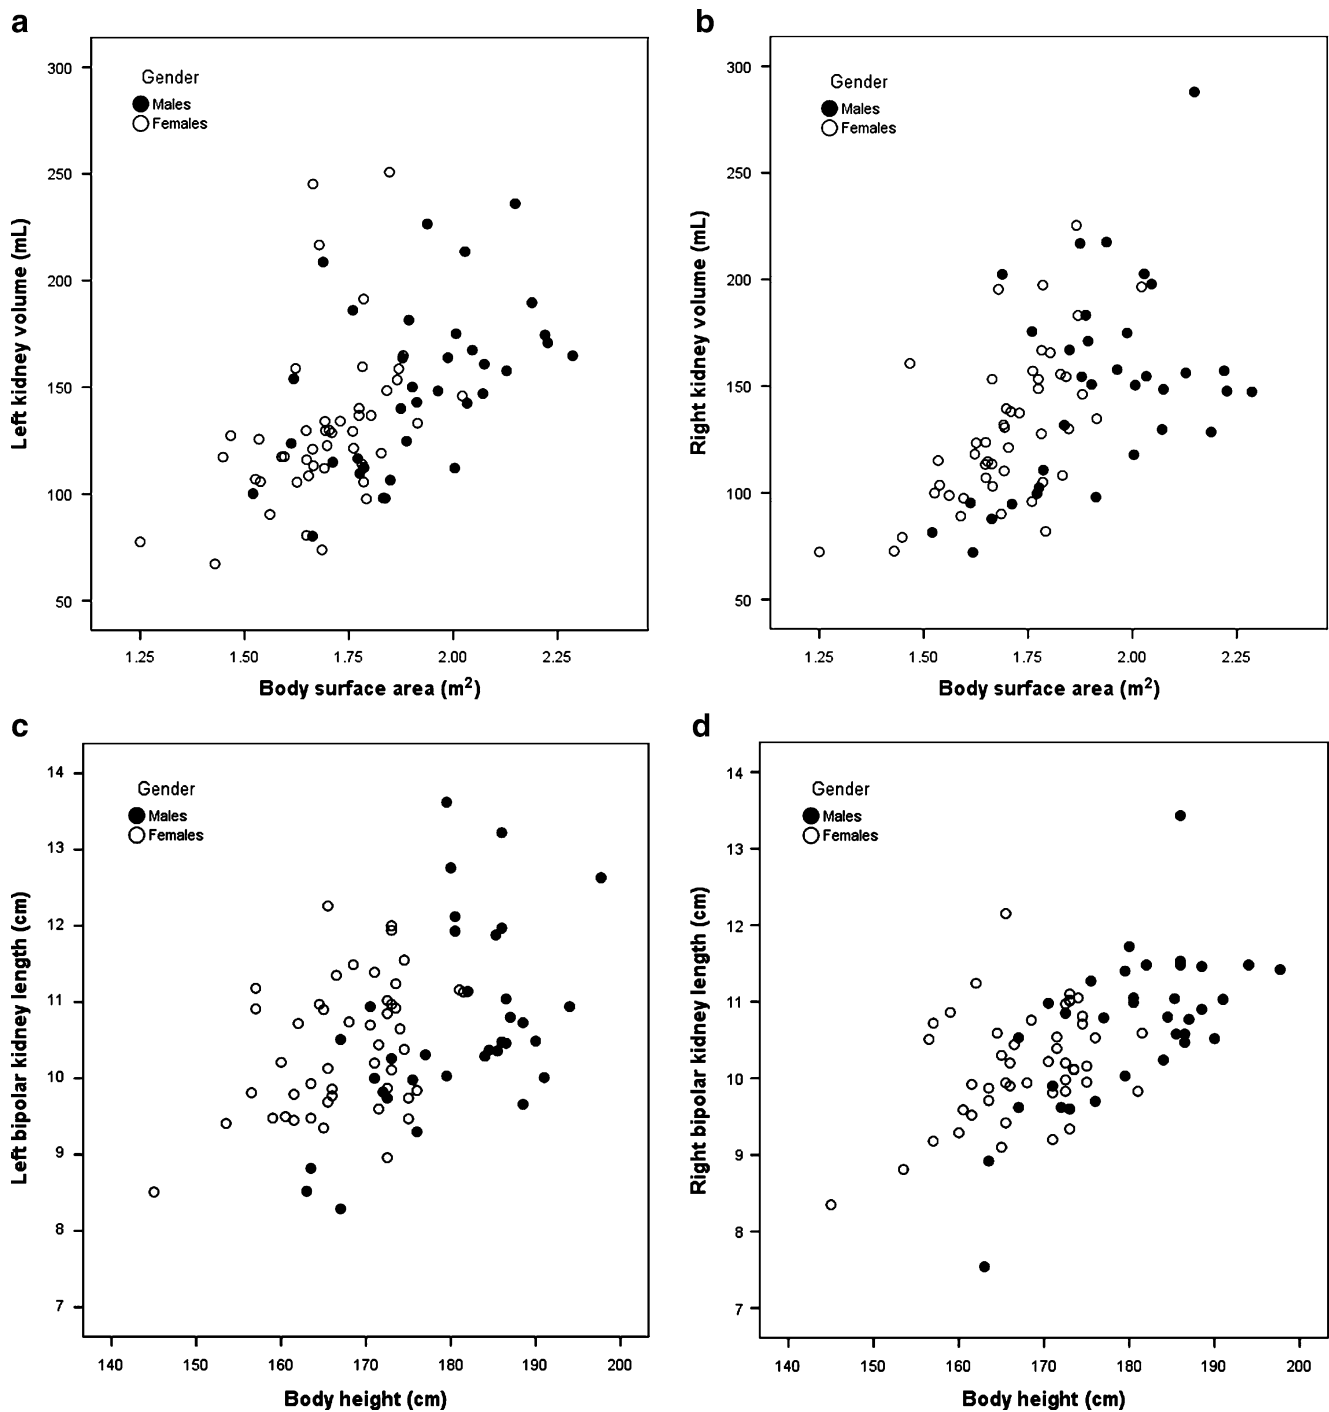 a
Gender
Males
Females
300
250
200
150
100
50
Left kidney volume (mL)
1.25 1.50 1.75 2.00 2.25
Body surface area (m²)
b
Gender
Males
Females
300
250
200
150
100
50
Right kidney volume (mL)
1.25 1.50 1.75 2.00 2.25
Body surface area (m²)
c
Gender
Males
Females
14
13
12
11
10
9
8
7
Left bipolar kidney length (cm)
140 150 160 170 180 190 200
Body height (cm)
d
Gender
Males
Females
14
13
12
11
10
9
8
7
Right bipolar kidney length (cm)
140 150 160 170 180 190 200
Body height (cm)